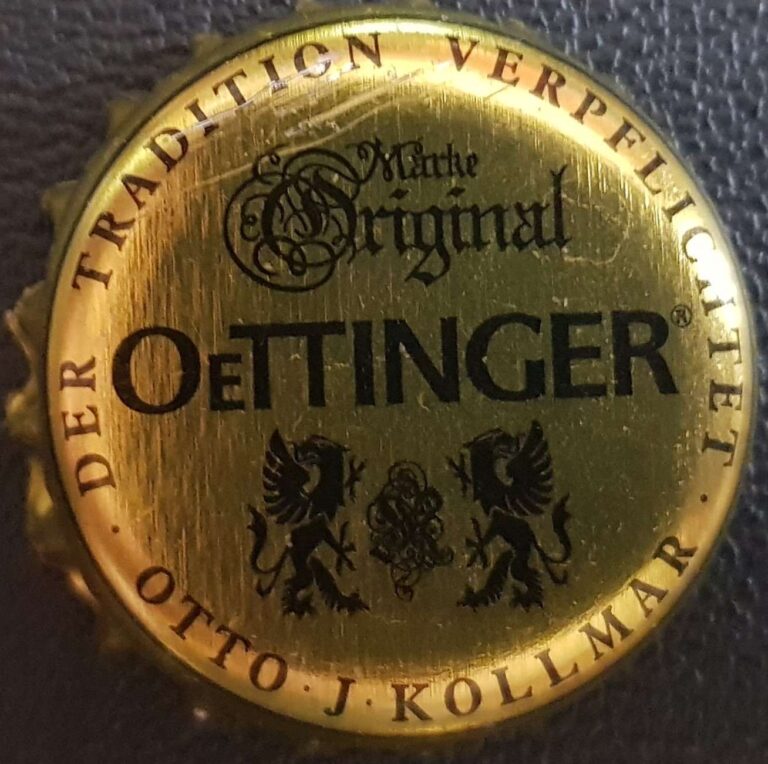 DER TRADITION VERPFLICHTET · OTTO · J · KOLLMAR ·
Marke
Original
OETTINGER®